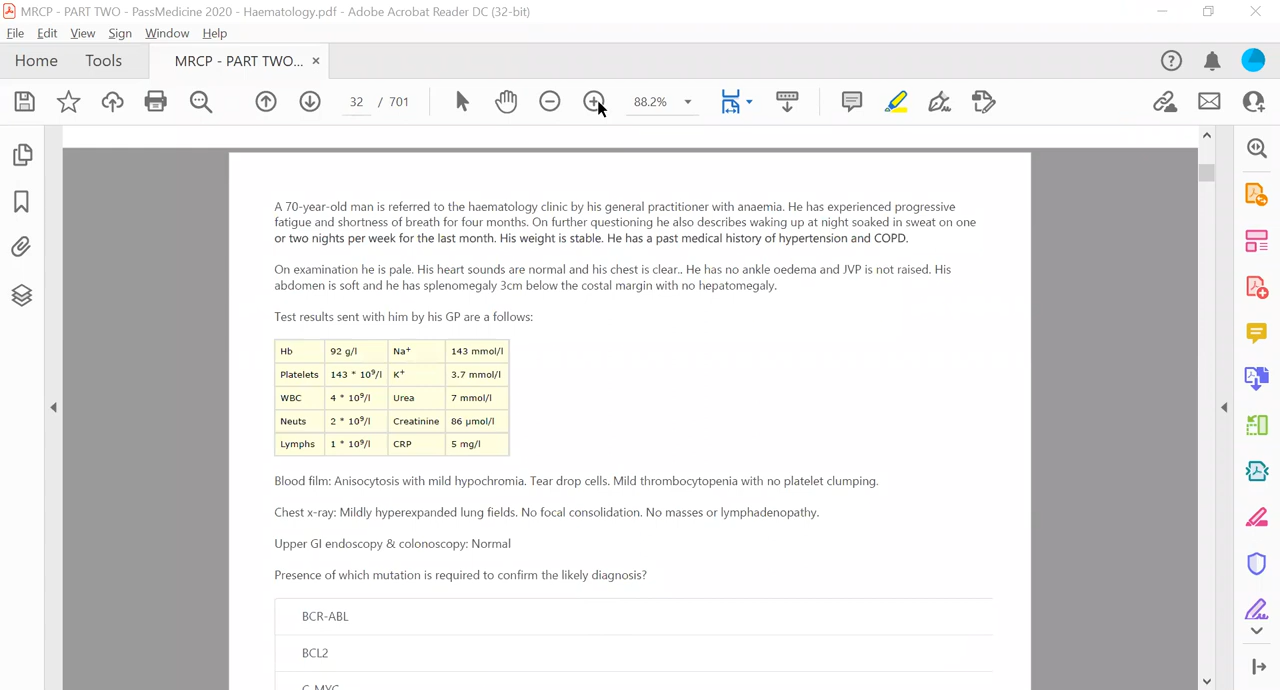 MRCP - PART TWO - PassMedicine 2020 - Haematology.pdf - Adobe Acrobat Reader DC (32-bit)
File Edit View Sign Window Help
Home Tools MRCP - PART TWO... ×
32 / 701 88.2%
A 70-year-old man is referred to the haematology clinic by his general practitioner with anaemia. He has experienced progressive
fatigue and shortness of breath for four months. On further questioning he also describes waking up at night soaked in sweat on one
or two nights per week for the last month. His weight is stable. He has a past medical history of hypertension and COPD.
On examination he is pale. His heart sounds are normal and his chest is clear.. He has no ankle oedema and JVP is not raised. His
abdomen is soft and he has splenomegaly 3cm below the costal margin with no hepatomegaly.
Test results sent with him by his GP are a follows:
Hb 92 g/l Na⁺ 143 mmol/l
Platelets 143 * 10⁹/l K⁺ 3.7 mmol/l
WBC 4 * 10⁹/l Urea 7 mmol/l
Neuts 2 * 10⁹/l Creatinine 86 µmol/l
Lymphs 1 * 10⁹/l CRP 5 mg/l
Blood film: Anisocytosis with mild hypochromia. Tear drop cells. Mild thrombocytopenia with no platelet clumping.
Chest x-ray: Mildly hyperexpanded lung fields. No focal consolidation. No masses or lymphadenopathy.
Upper GI endoscopy & colonoscopy: Normal
Presence of which mutation is required to confirm the likely diagnosis?
BCR-ABL
BCL2
C-MYC